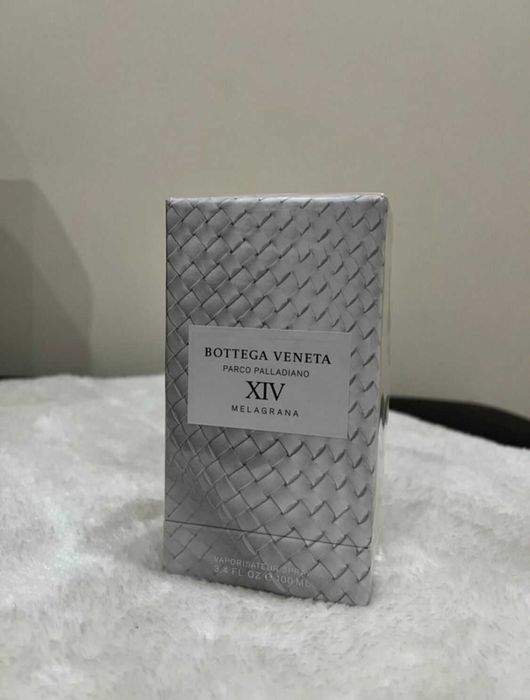 BOTTEGA VENETA
PARCO PALLADIANO
XIV
MELAGRANA
VAPORISATEUR SPRAY
3.4 FL OZ ℮ 100 ML